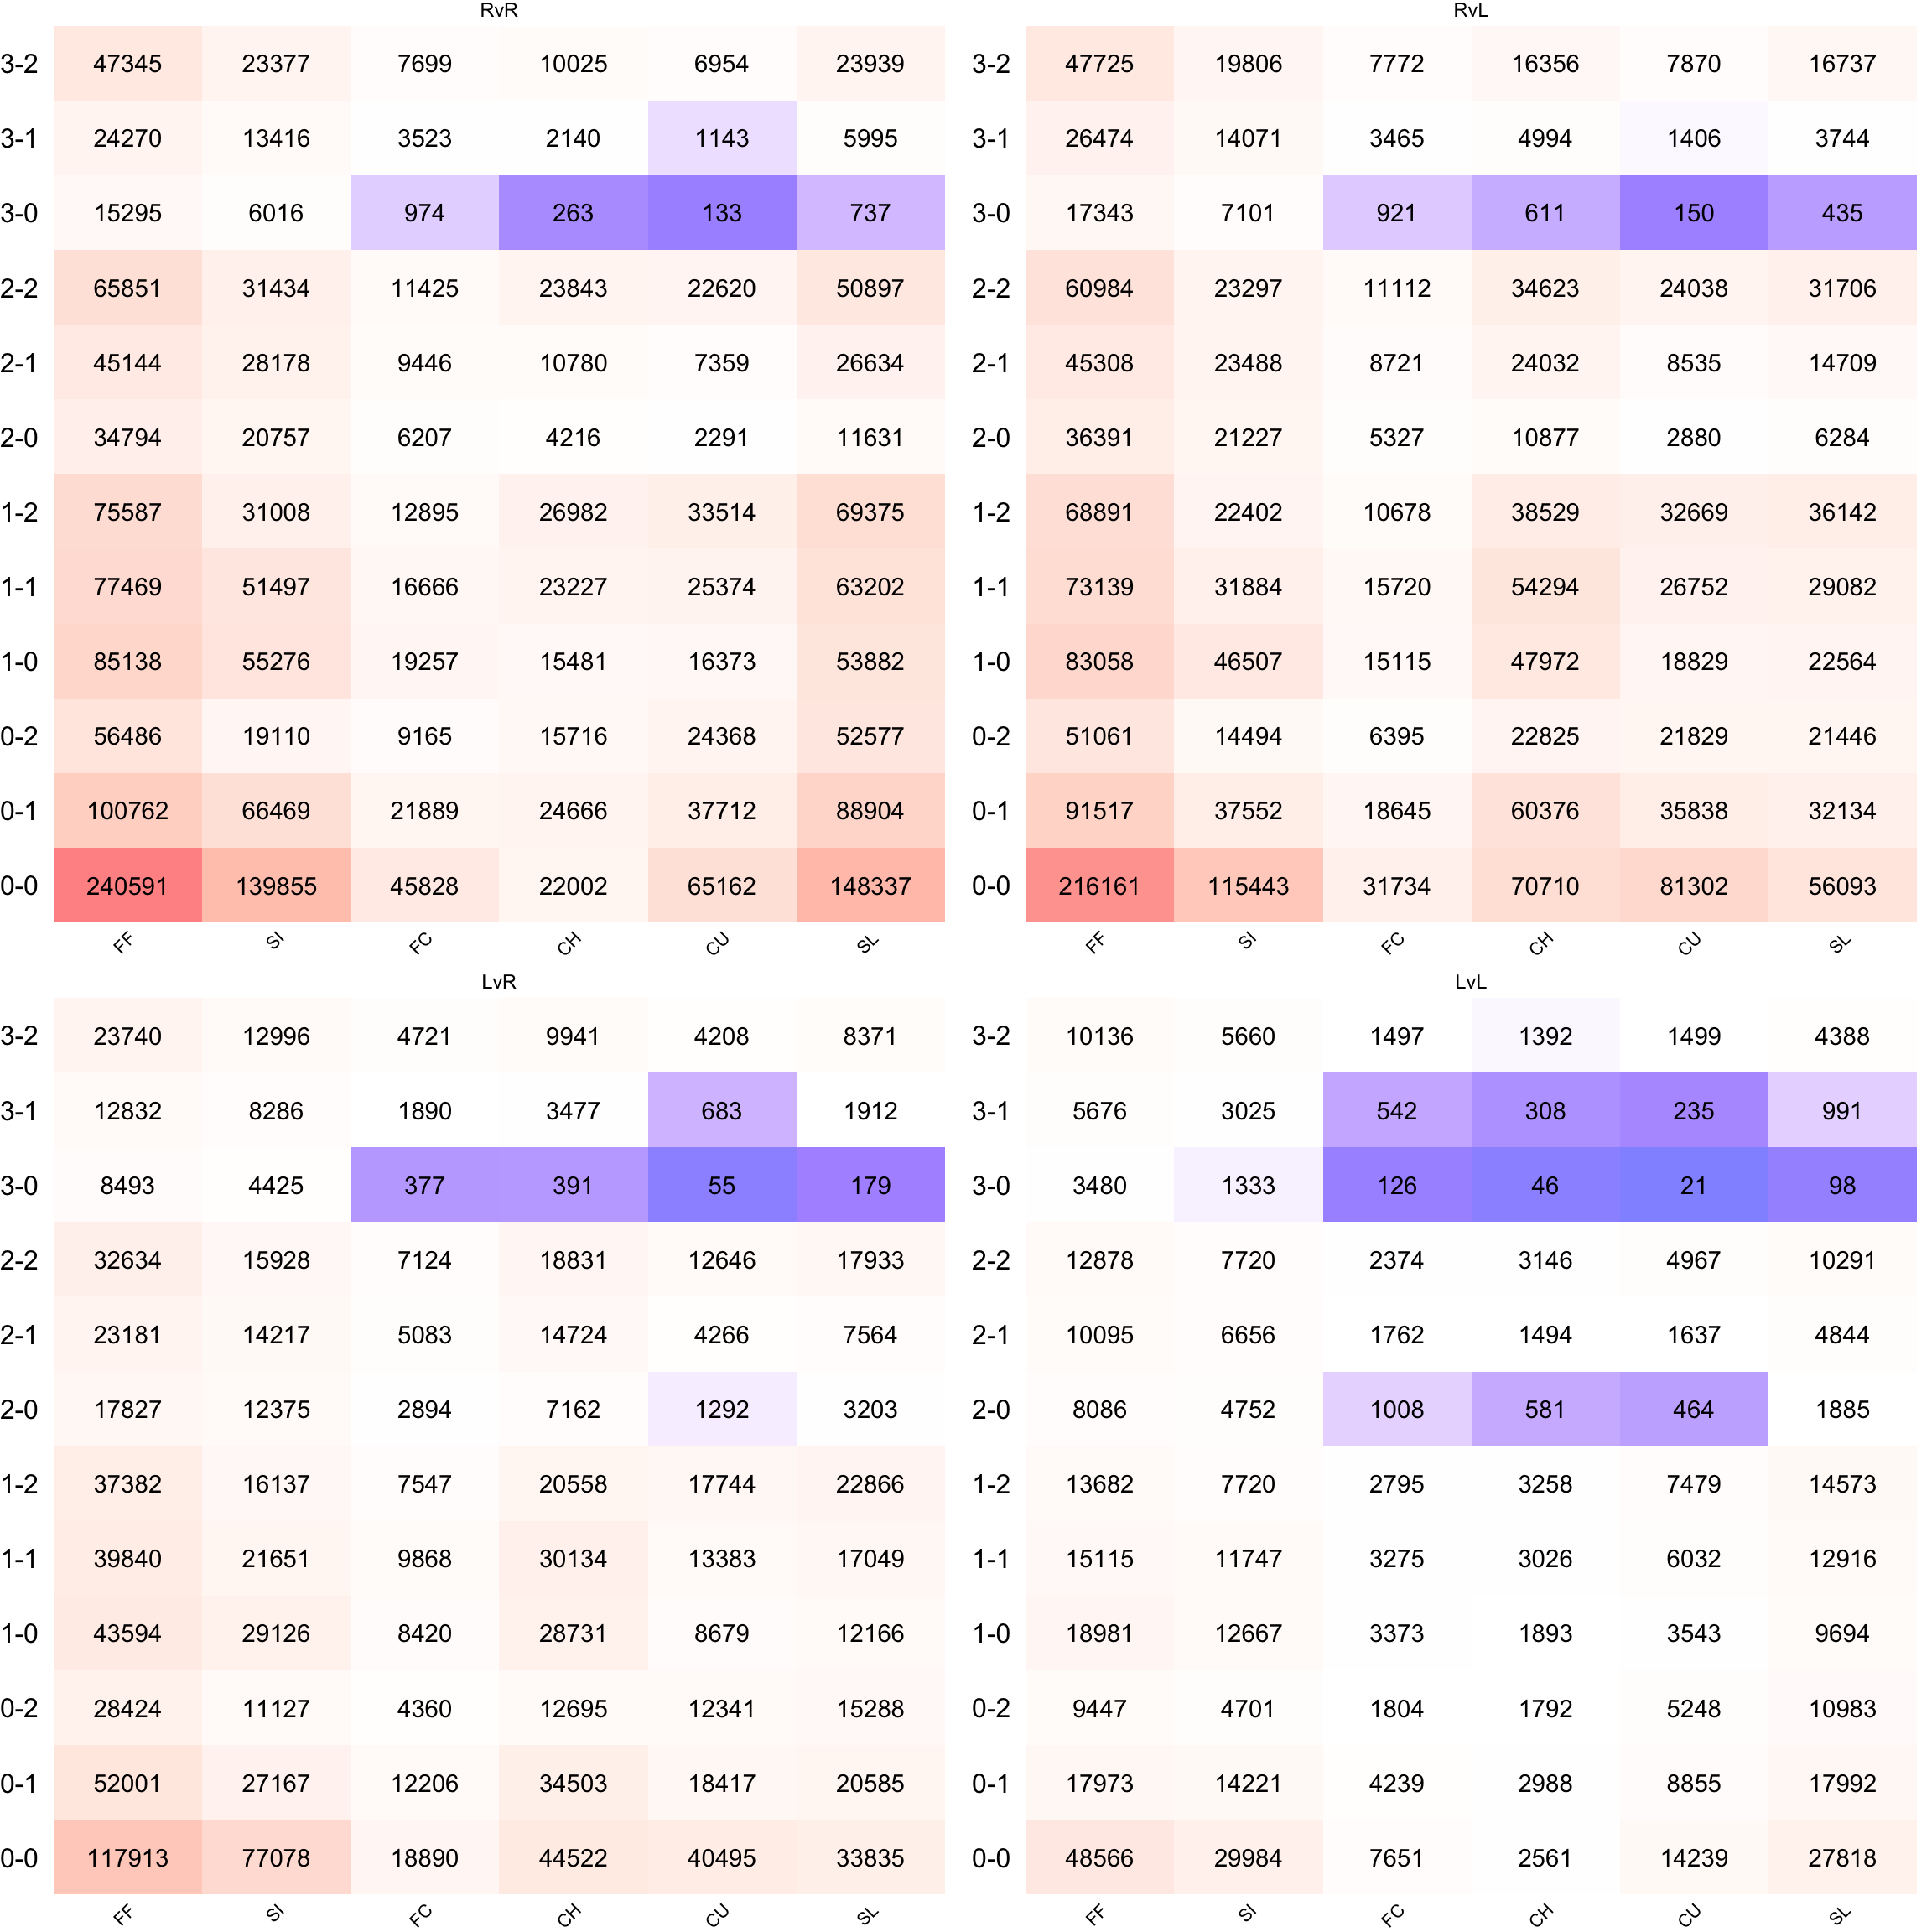 RvR
3-2 47345 23377 7699 10025 6954 23939
3-1 24270 13416 3523 2140 1143 5995
3-0 15295 6016 974 263 133 737
2-2 65851 31434 11425 23843 22620 50897
2-1 45144 28178 9446 10780 7359 26634
2-0 34794 20757 6207 4216 2291 11631
1-2 75587 31008 12895 26982 33514 69375
1-1 77469 51497 16666 23227 25374 63202
1-0 85138 55276 19257 15481 16373 53882
0-2 56486 19110 9165 15716 24368 52577
0-1 100762 66469 21889 24666 37712 88904
0-0 240591 139855 45828 22002 65162 148337
FF SI FC CH CU SL
RvL
3-2 47725 19806 7772 16356 7870 16737
3-1 26474 14071 3465 4994 1406 3744
3-0 17343 7101 921 611 150 435
2-2 60984 23297 11112 34623 24038 31706
2-1 45308 23488 8721 24032 8535 14709
2-0 36391 21227 5327 10877 2880 6284
1-2 68891 22402 10678 38529 32669 36142
1-1 73139 31884 15720 54294 26752 29082
1-0 83058 46507 15115 47972 18829 22564
0-2 51061 14494 6395 22825 21829 21446
0-1 91517 37552 18645 60376 35838 32134
0-0 216161 115443 31734 70710 81302 56093
FF SI FC CH CU SL
LvR
3-2 23740 12996 4721 9941 4208 8371
3-1 12832 8286 1890 3477 683 1912
3-0 8493 4425 377 391 55 179
2-2 32634 15928 7124 18831 12646 17933
2-1 23181 14217 5083 14724 4266 7564
2-0 17827 12375 2894 7162 1292 3203
1-2 37382 16137 7547 20558 17744 22866
1-1 39840 21651 9868 30134 13383 17049
1-0 43594 29126 8420 28731 8679 12166
0-2 28424 11127 4360 12695 12341 15288
0-1 52001 27167 12206 34503 18417 20585
0-0 117913 77078 18890 44522 40495 33835
FF SI FC CH CU SL
LvL
3-2 10136 5660 1497 1392 1499 4388
3-1 5676 3025 542 308 235 991
3-0 3480 1333 126 46 21 98
2-2 12878 7720 2374 3146 4967 10291
2-1 10095 6656 1762 1494 1637 4844
2-0 8086 4752 1008 581 464 1885
1-2 13682 7720 2795 3258 7479 14573
1-1 15115 11747 3275 3026 6032 12916
1-0 18981 12667 3373 1893 3543 9694
0-2 9447 4701 1804 1792 5248 10983
0-1 17973 14221 4239 2988 8855 17992
0-0 48566 29984 7651 2561 14239 27818
FF SI FC CH CU SL